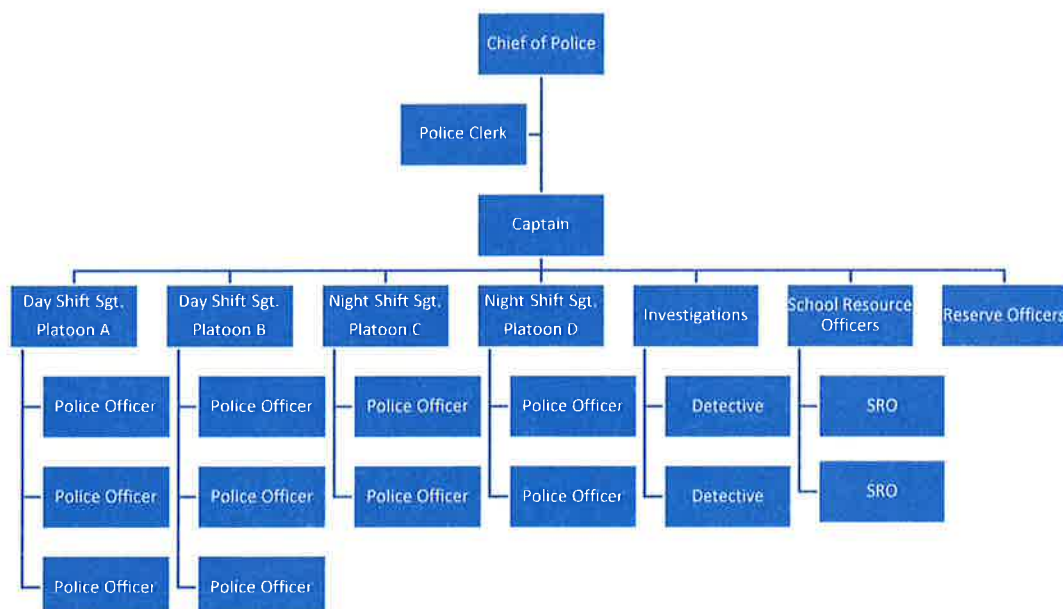 Chief of Police
Police Clerk
Captain
Day Shift Sgt,
Platoon A
Day Shift Sgt.
Platoon B
Night Shift Sgt,
Platoon C
Night Shift Sgt,
Platoon D
Investigations
School Resource
Officers
Reserve Officers
Police Officer
Police Officer
Police Officer
Police Officer
Detective
SRO
Police Officer
Police Officer
Police Officer
Police Officer
Detective
SRO
Police Officer
Police Officer